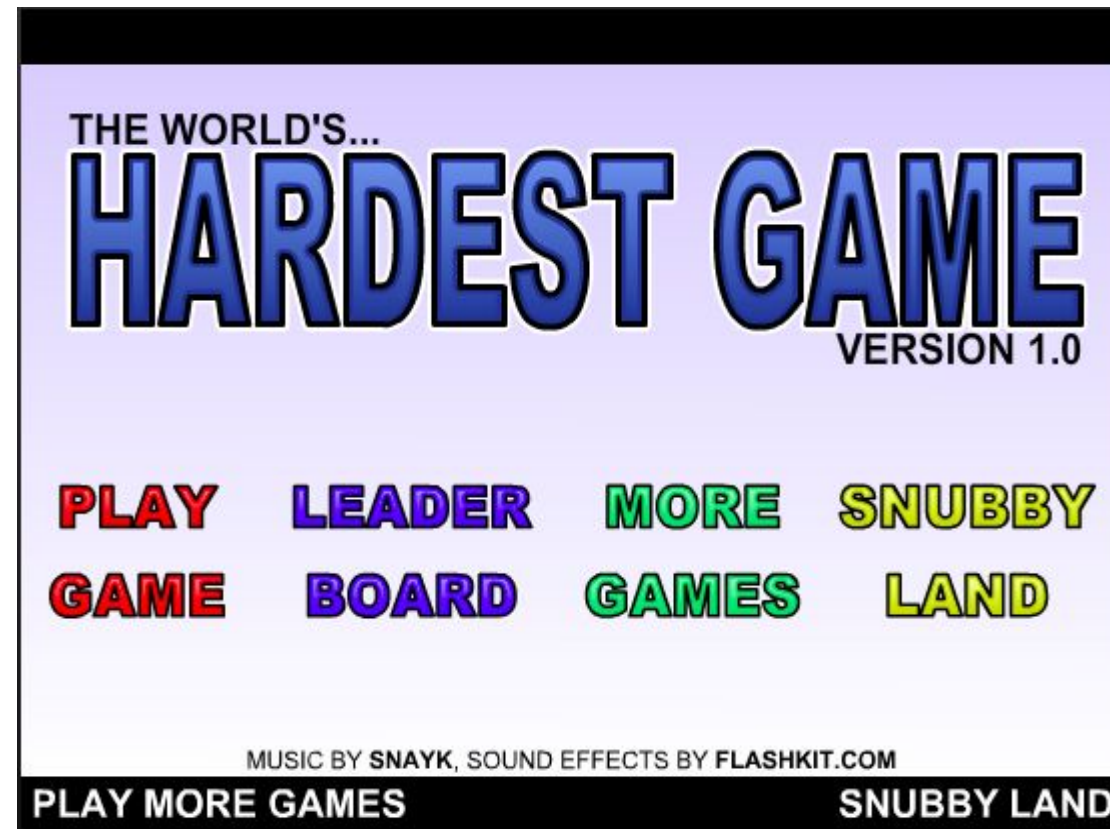 THE WORLD'S...
HARDEST GAME
VERSION 1.0
PLAY LEADER MORE SNUBBY
GAME BOARD GAMES LAND
MUSIC BY SNAYK, SOUND EFFECTS BY FLASHKIT.COM
PLAY MORE GAMES SNUBBY LAND